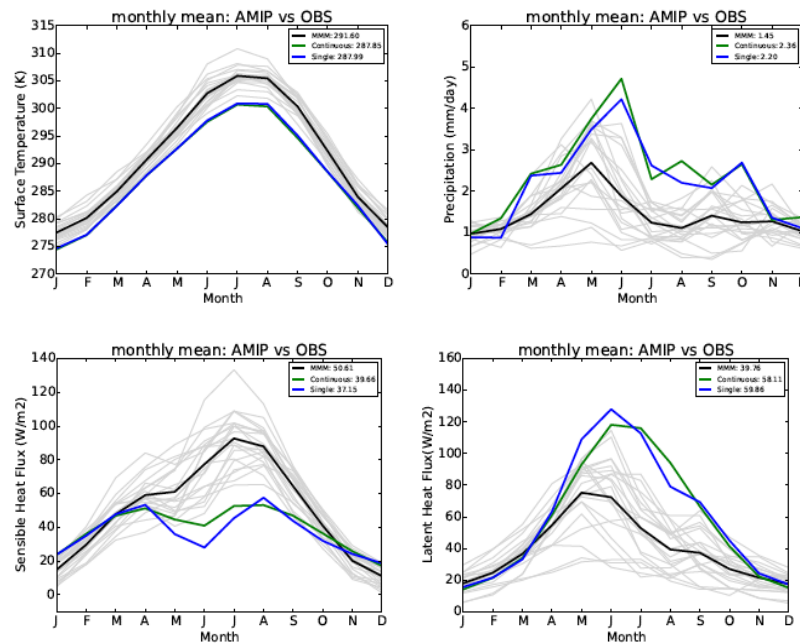 monthly mean: AMIP vs OBS
MMM: 291.60
Continuous: 287.85
Single: 287.99
Surface Temperature (K)
315
310
305
300
295
290
285
280
275
270
J F M A M J J A S O N D
Month
monthly mean: AMIP vs OBS
MMM: 1.45
Continuous: 2.36
Single: 2.20
Precipitation (mm/day)
6
5
4
3
2
1
0
J F M A M J J A S O N D
Month
monthly mean: AMIP vs OBS
MMM: 50.61
Continuous: 39.66
Single: 37.15
Sensible Heat Flux (W/m2)
140
120
100
80
60
40
20
0
J F M A M J J A S O N D
Month
monthly mean: AMIP vs OBS
MMM: 39.76
Continuous: 58.11
Single: 59.86
Latent Heat Flux(W/m2)
160
140
120
100
80
60
40
20
0
J F M A M J J A S O N D
Month